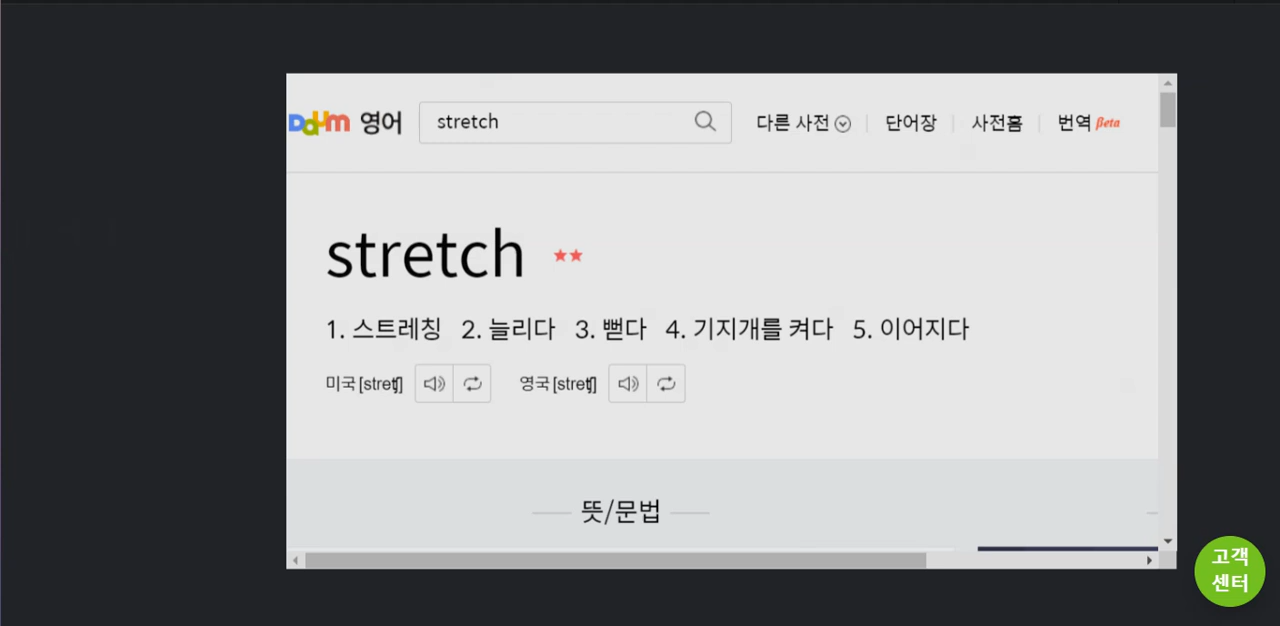 Daum 영어 stretch 다른 사전 단어장 사전홈 번역 Beta
stretch ★★
1. 스트레칭 2. 늘리다 3. 뻗다 4. 기지개를 켜다 5. 이어지다
미국 [stretʃ] 영국 [stretʃ]
뜻/문법
고객
센터